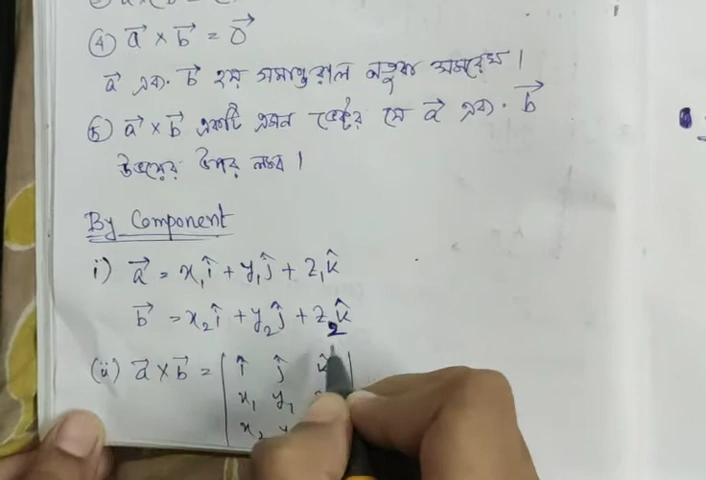 ④ a⃗ × b⃗ = 0⃗
a⃗ এবং b⃗ হয় সমান্তরাল নতুবা সমরেখ।
⑤ a⃗ × b⃗ একটি এমন ভেক্টর যে a⃗ এবং b⃗
উভয়ের উপর লম্ব।
By Component
i) a⃗ = x₁î + y₁ĵ + z₁k̂
b⃗ = x₂î + y₂ĵ + z₂k̂
(ii) a⃗ × b⃗ = | î ĵ k̂ |
x₁ y₁
x₂